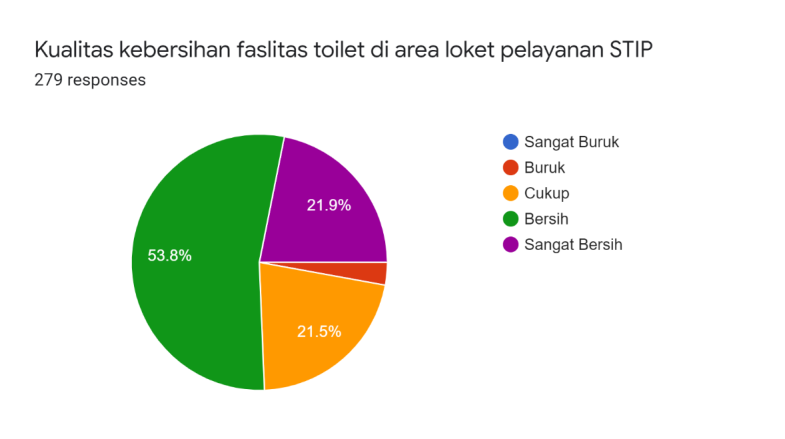 Kualitas kebersihan faslitas toilet di area loket pelayanan STIP
279 responses
Sangat Buruk
Buruk
Cukup
Bersih
Sangat Bersih
21.9%
53.8%
21.5%